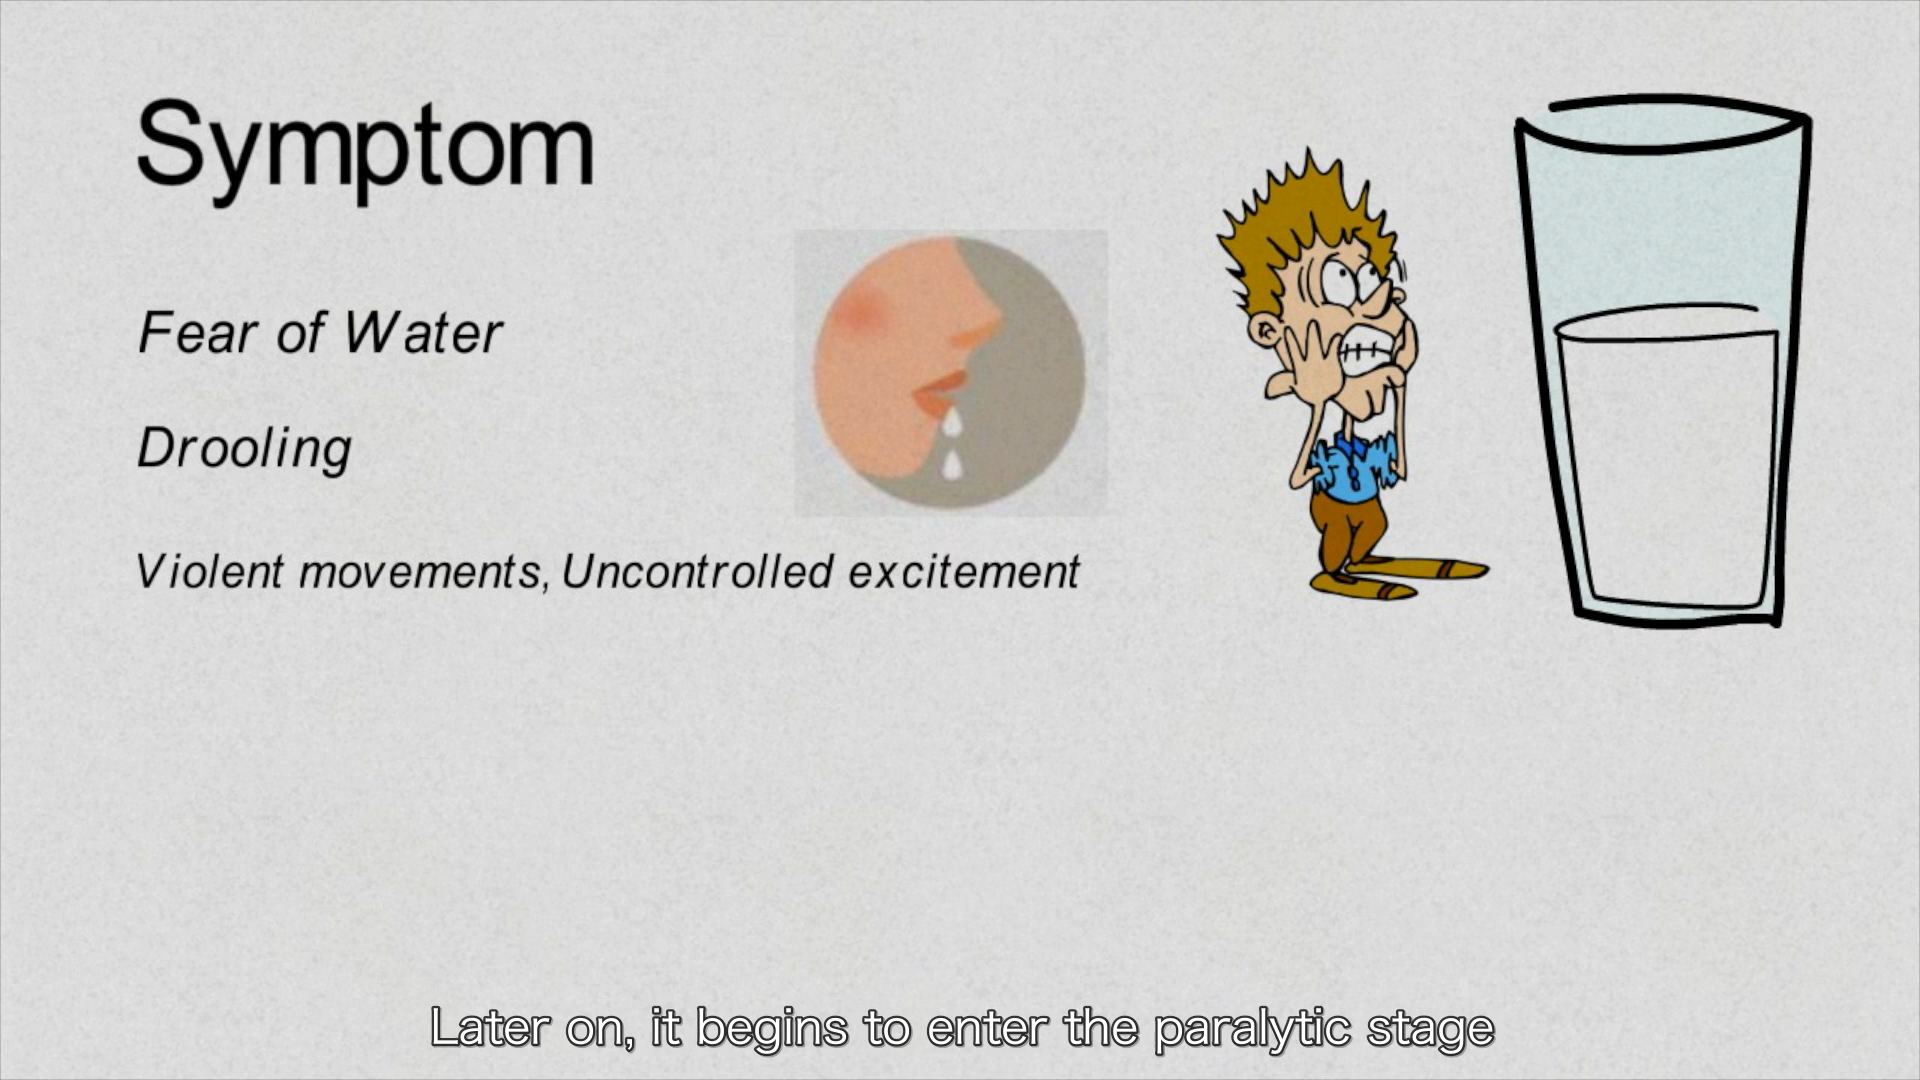 Symptom
Fear of Water
Drooling
Violent movements, Uncontrolled excitement
Later on, it begins to enter the paralytic stage